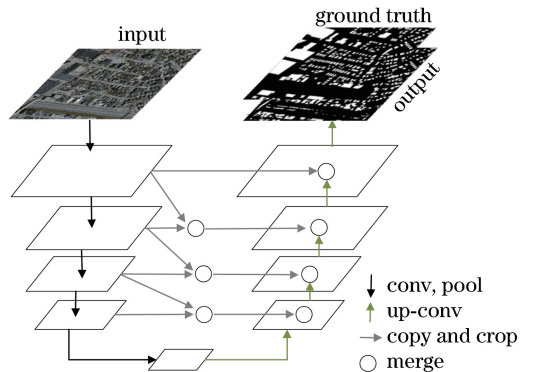 ground truth
input
output
conv, pool
up-conv
copy and crop
merge